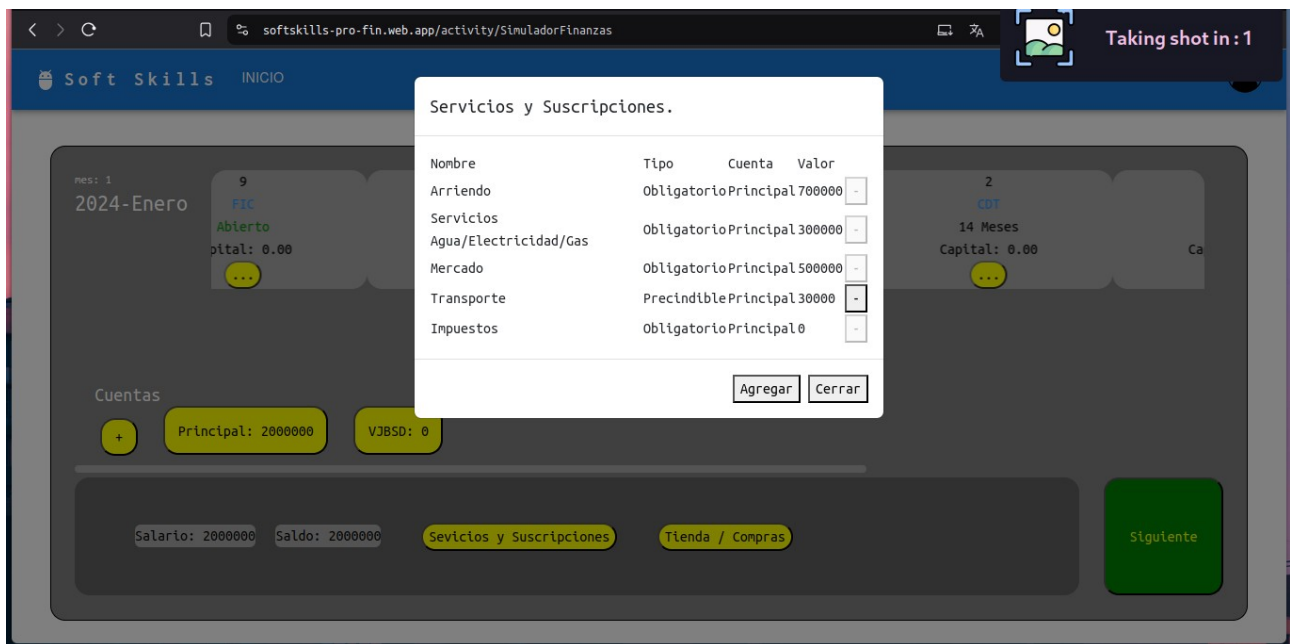 softskills-pro-fin.web.app/activity/SimuladorFinanzas
Taking shot in : 1
Soft Skills INICIO
Servicios y Suscripciones.
Nombre Tipo Cuenta Valor
Arriendo Obligatorio Principal 700000 -
Servicios
Agua/Electricidad/Gas Obligatorio Principal 300000 -
Mercado Obligatorio Principal 500000 -
Transporte Precindible Principal 30000 -
Impuestos Obligatorio Principal 0 -
Agregar Cerrar
mes: 1
2024-Enero
9
FIC
Abierto
pital: 0.00
...
2
CDT
14 Meses
Capital: 0.00
...
Ca
Cuentas
+ Principal: 2000000 VJBSD: 0
Salario: 2000000 Saldo: 2000000 Sevictos y Suscripciones Tienda / Compras
Siguiente